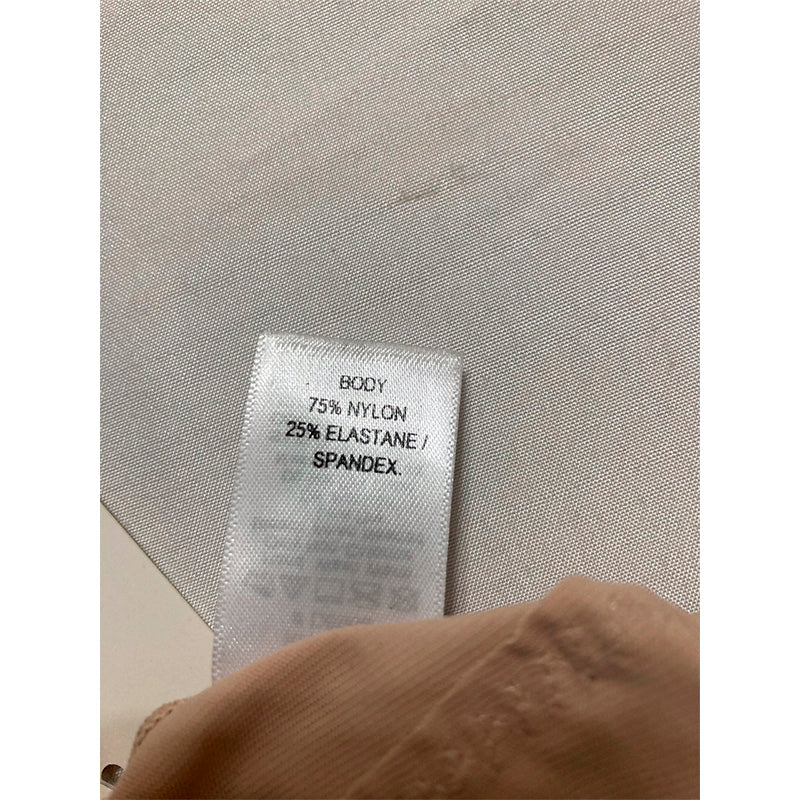 BODY
75% NYLON
25% ELASTANE /
SPANDEX.